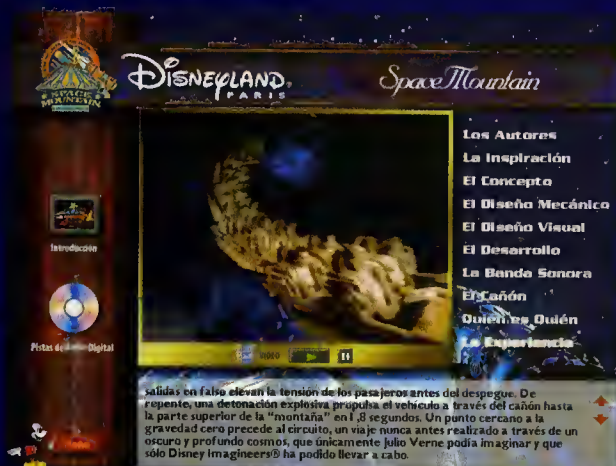 SPACE
MOUNTAIN
DISNEYLAND
PARIS
Space Mountain
Los Autores
La Inspiración
El Concepto
El Diseño Mecánico
El Diseño Visual
El Desarrollo
La Banda Sonora
El Cañón
Quien es Quién
La Experiencia
Introducción
Pistas de Digital
Video
salidas en falso elevan la tensión de los pasajeros antes del despegue. De
repente, una detonación explosiva propulsa el vehículo a través del cañón hasta
la parte superior de la "montaña" en 1,8 segundos. Un punto cercano a la
gravedad cero precede al circuito, un viaje nunca antes realizado a través de un
oscuro y profundo cosmos, que únicamente Julio Verne podía imaginar y que
sólo Disney Imagineers® ha podido llevar a cabo.